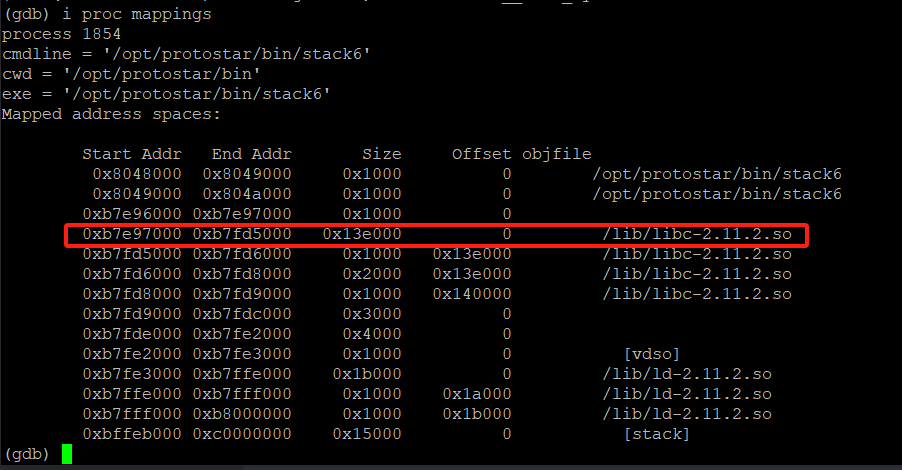 (gdb) i proc mappings
process 1854
cmdline = '/opt/protostar/bin/stack6'
cwd = '/opt/protostar/bin'
exe = '/opt/protostar/bin/stack6'
Mapped address spaces:
Start Addr End Addr Size Offset objfile
0x8048000 0x8049000 0x1000 0 /opt/protostar/bin/stack6
0x8049000 0x804a000 0x1000 0 /opt/protostar/bin/stack6
0xb7e96000 0xb7e97000 0x1000 0
0xb7e97000 0xb7fd5000 0x13e000 0 /lib/libc-2.11.2.so
0xb7fd5000 0xb7fd6000 0x1000 0x13e000 /lib/libc-2.11.2.so
0xb7fd6000 0xb7fd8000 0x2000 0x13e000 /lib/libc-2.11.2.so
0xb7fd8000 0xb7fd9000 0x1000 0x140000 /lib/libc-2.11.2.so
0xb7fd9000 0xb7fdc000 0x3000 0
0xb7fde000 0xb7fe2000 0x4000 0
0xb7fe2000 0xb7fe3000 0x1000 0 [vdso]
0xb7fe3000 0xb7ffe000 0x1b000 0 /lib/ld-2.11.2.so
0xb7ffe000 0xb7fff000 0x1000 0x1a000 /lib/ld-2.11.2.so
0xb7fff000 0xb8000000 0x1000 0x1b000 /lib/ld-2.11.2.so
0xbffeb000 0xc0000000 0x15000 0 [stack]
(gdb)